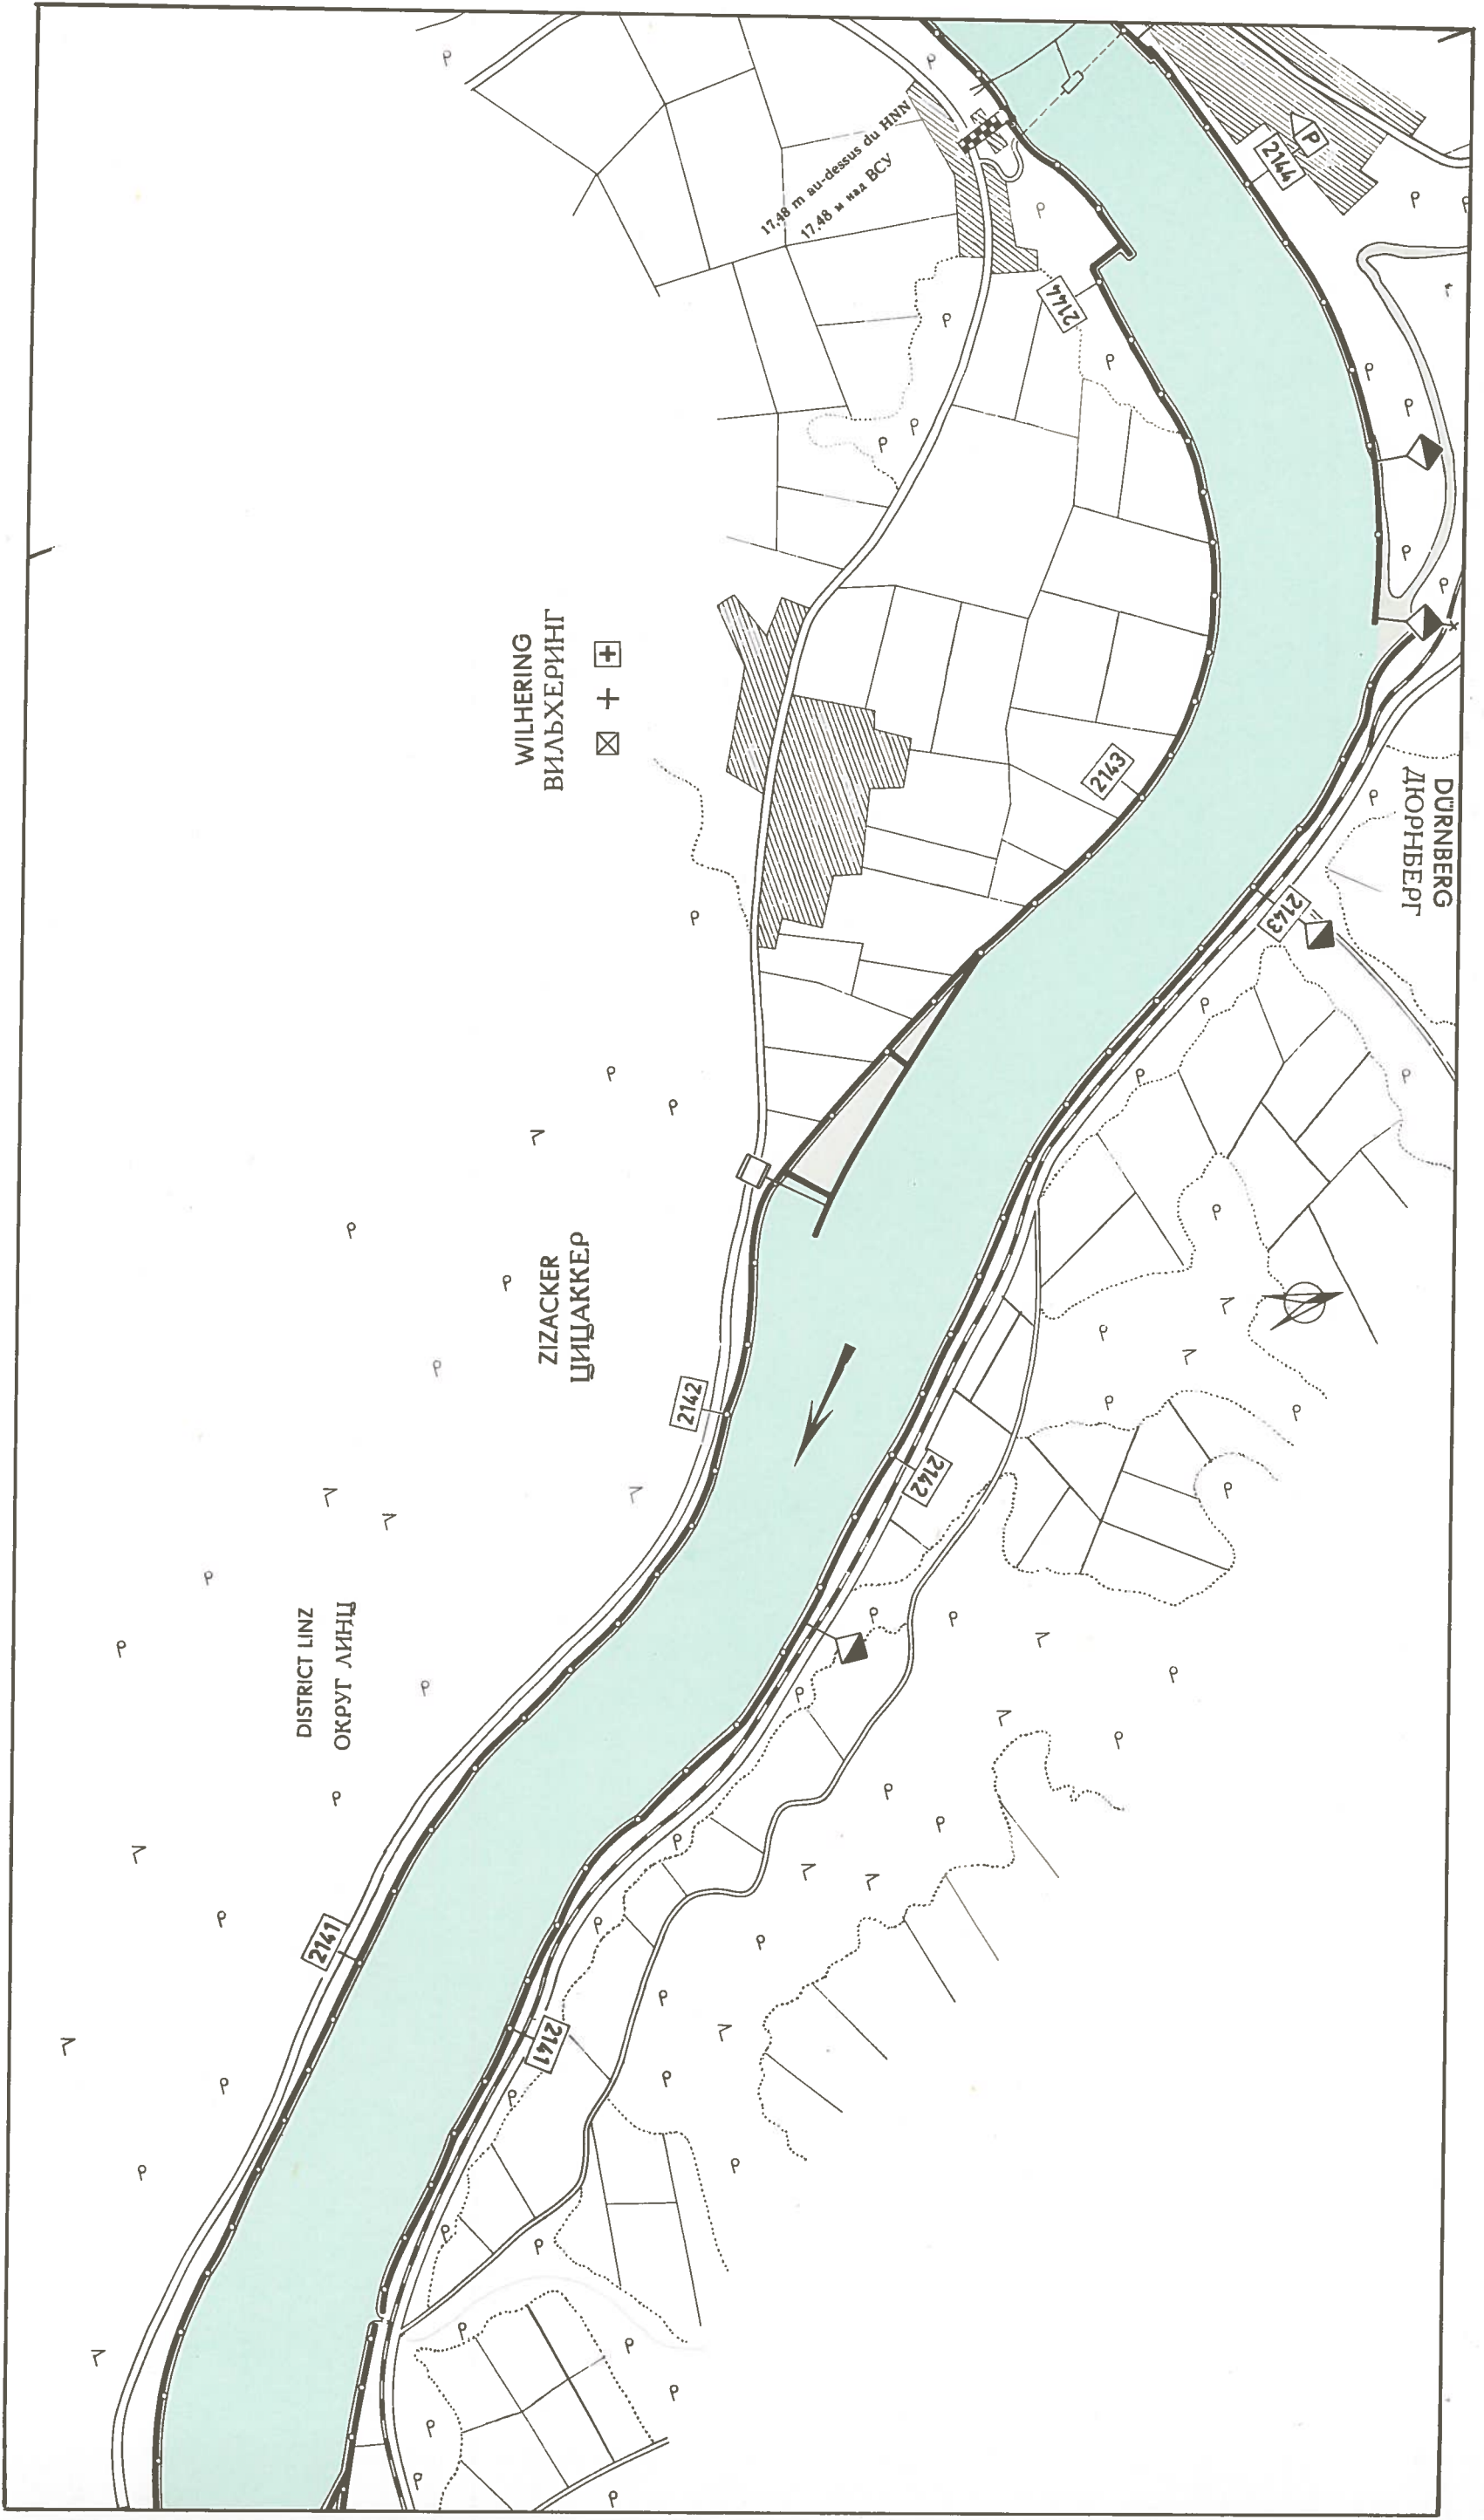 17,48 m au-dessus du HNN
17,48 м над ВСУ
P
2144
2144
WILHERING
ВИЛЬХЕРИНГ
2143
DÜRNBERG
ДЮРНБЕРГ
2143
ZIZACKER
ЦИЦАККЕР
2142
2142
DISTRICT LINZ
ОКРУГ ЛИНЦ
2141
2141